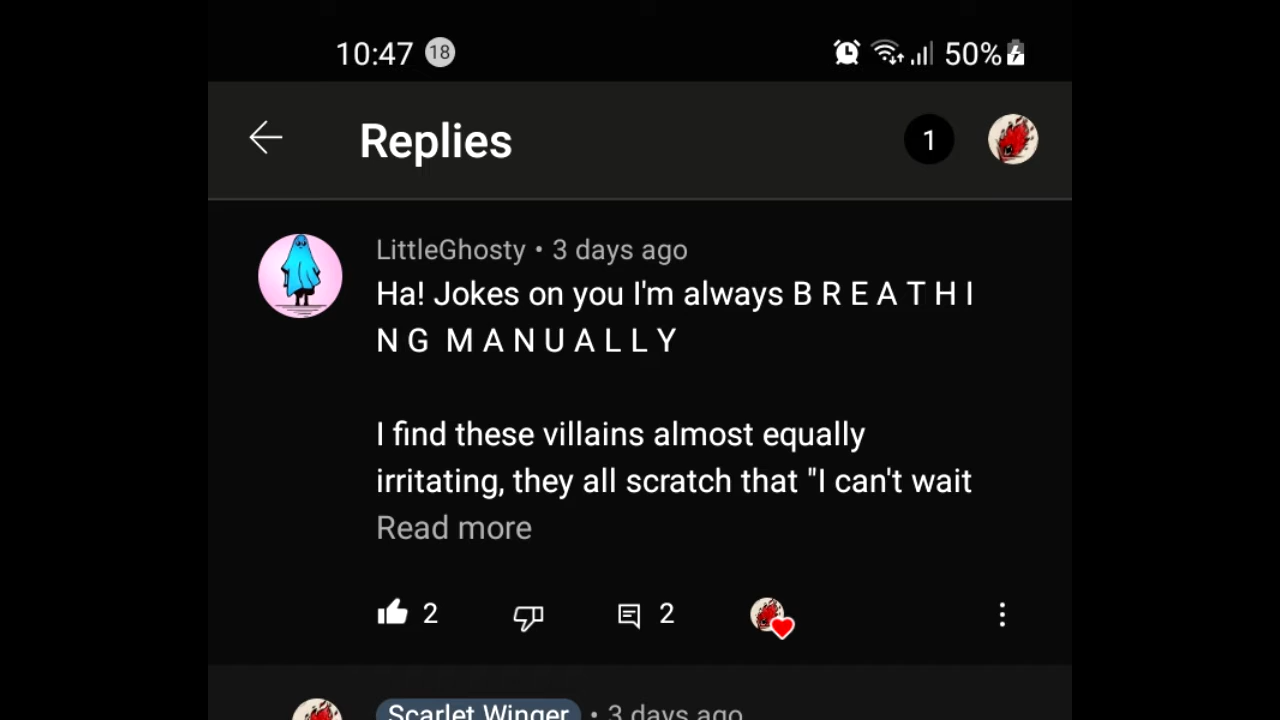 10:47 18 50%
Replies 1
LittleGhosty • 3 days ago
Ha! Jokes on you I'm always B R E A T H I
N G M A N U A L L Y
I find these villains almost equally
irritating, they all scratch that "I can't wait
Read more
2 2
Scarlet Winger • 3 days ago